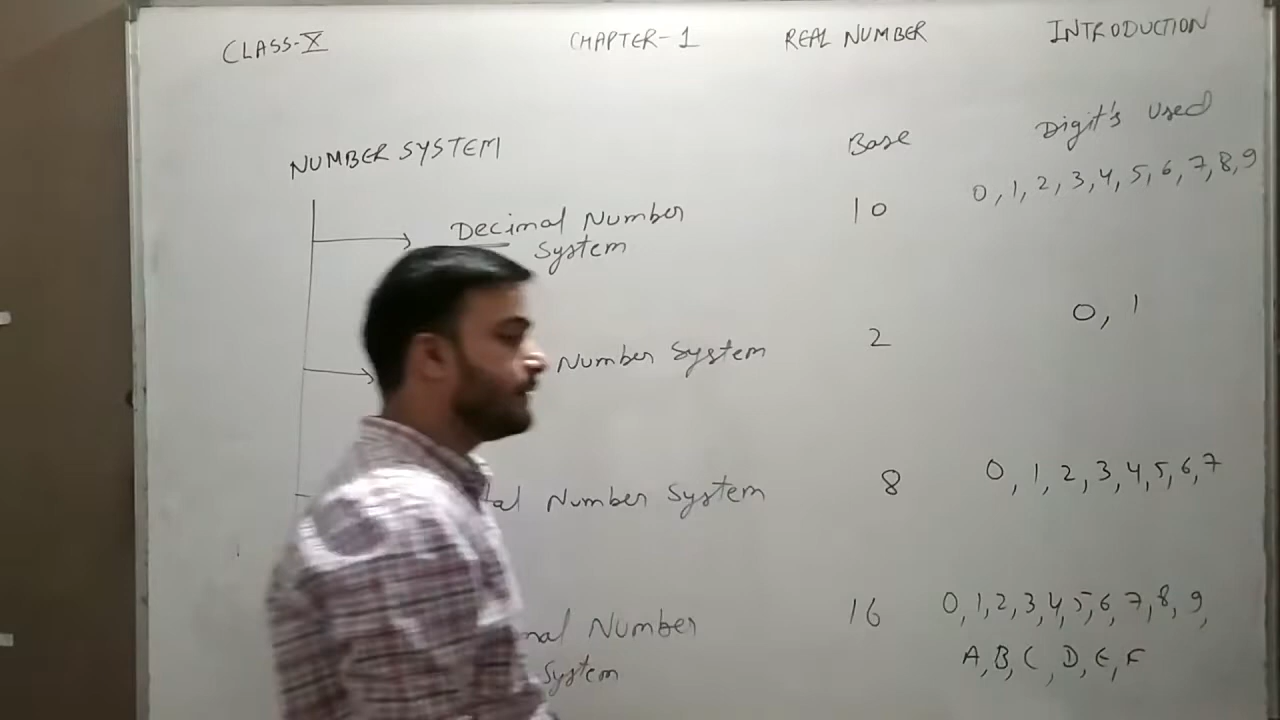 CLASS-X CHAPTER-1 REAL NUMBER INTRODUCTION
NUMBER SYSTEM Base Digit's Used
Decimal Number 10 0,1,2,3,4,5,6,7,8,9
System
Number System 2 0,1
tal Number System 8 0,1,2,3,4,5,6,7
nal Number 16 0,1,2,3,4,5,6,7,8,9,
System A,B,C,D,E,F